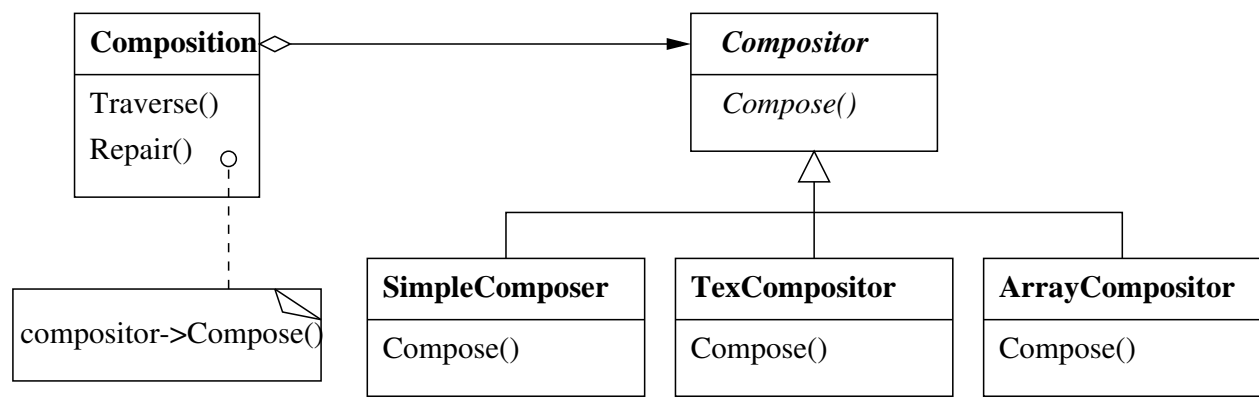 Composition
Traverse()
Repair()
compositor->Compose()
Compositor
Compose()
SimpleComposer
Compose()
TexCompositor
Compose()
ArrayCompositor
Compose()